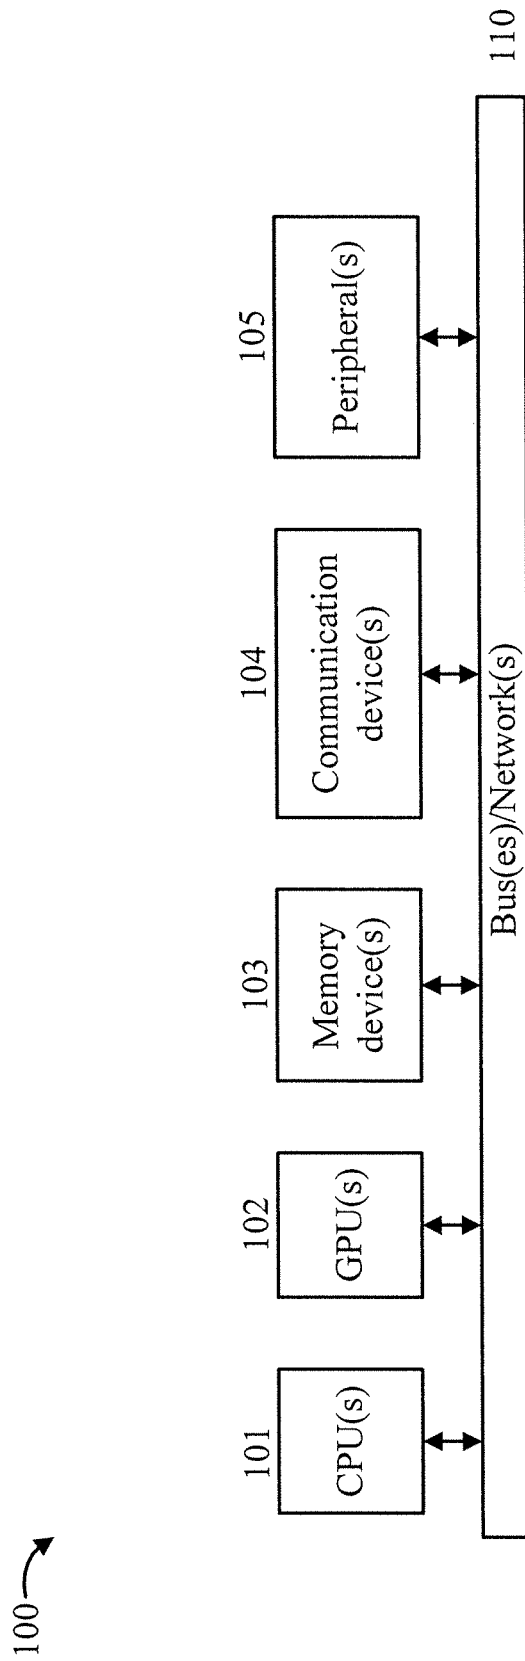 100
101
102
103
104
105
CPU(s)
GPU(s)
Memory
device(s)
Communication
device(s)
Peripheral(s)
Bus(es)/Network(s)
110